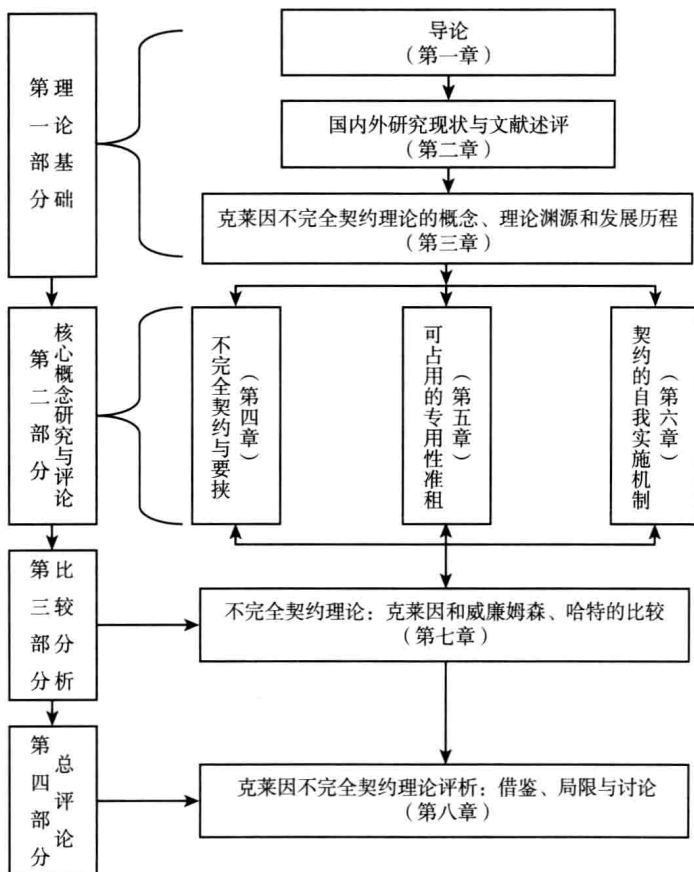 第一部分
理论基础
导论
（第一章）
国内外研究现状与文献述评
（第二章）
克莱因不完全契约理论的概念、理论渊源和发展历程
（第三章）
第二部分
核心概念研究与评论
不完全契约与要挟
（第四章）
可占用的专用性准租
（第五章）
契约的自我实施机制
（第六章）
第三部分
比较分析
不完全契约理论：克莱因和威廉姆森、哈特的比较
（第七章）
第四部分
总评论
克莱因不完全契约理论评析：借鉴、局限与讨论
（第八章）